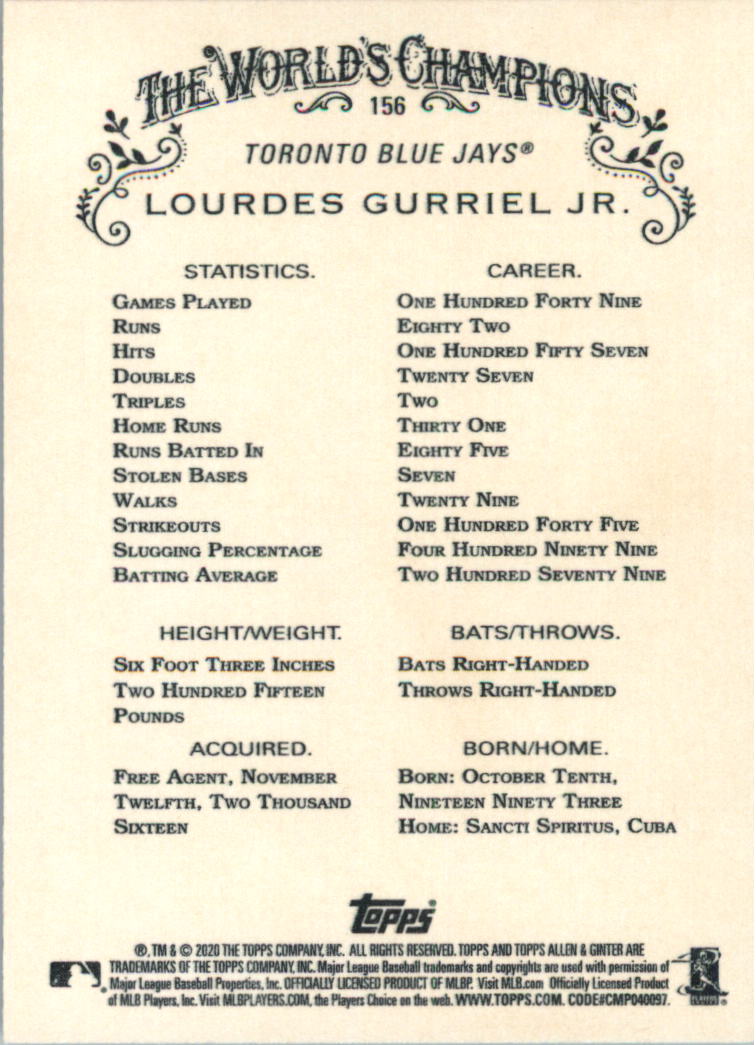 THE WORLD'S CHAMPIONS
156
TORONTO BLUE JAYS®
LOURDES GURRIEL JR.
STATISTICS. CAREER.
GAMES PLAYED ONE HUNDRED FORTY NINE
RUNS EIGHTY TWO
HITS ONE HUNDRED FIFTY SEVEN
DOUBLES TWENTY SEVEN
TRIPLES TWO
HOME RUNS THIRTY ONE
RUNS BATTED IN EIGHTY FIVE
STOLEN BASES SEVEN
WALKS TWENTY NINE
STRIKEOUTS ONE HUNDRED FORTY FIVE
SLUGGING PERCENTAGE FOUR HUNDRED NINETY NINE
BATTING AVERAGE TWO HUNDRED SEVENTY NINE
HEIGHT/WEIGHT.
SIX FOOT THREE INCHES
TWO HUNDRED FIFTEEN
POUNDS
BATS/THROWS.
BATS RIGHT-HANDED
THROWS RIGHT-HANDED
ACQUIRED.
FREE AGENT, NOVEMBER
TWELFTH, TWO THOUSAND
SIXTEEN
BORN/HOME.
BORN: OCTOBER TENTH,
NINETEEN NINETY THREE
HOME: SANCTI SPIRITUS, CUBA
topps®
®, TM & © 2020 THE TOPPS COMPANY, INC. ALL RIGHTS RESERVED. TOPPS AND TOPPS ALLEN & GINTER ARE
TRADEMARKS OF THE TOPPS COMPANY, INC. Major League Baseball trademarks and copyrights are used with permission of
Major League Baseball Properties, Inc. OFFICIALLY LICENSED PRODUCT OF MLBP. Visit MLB.com Officially Licensed Product
of MLB Players, Inc. Visit MLBPLAYERS.COM, the Players Choice on the web. WWW.TOPPS.COM. CODE#CMP040097.